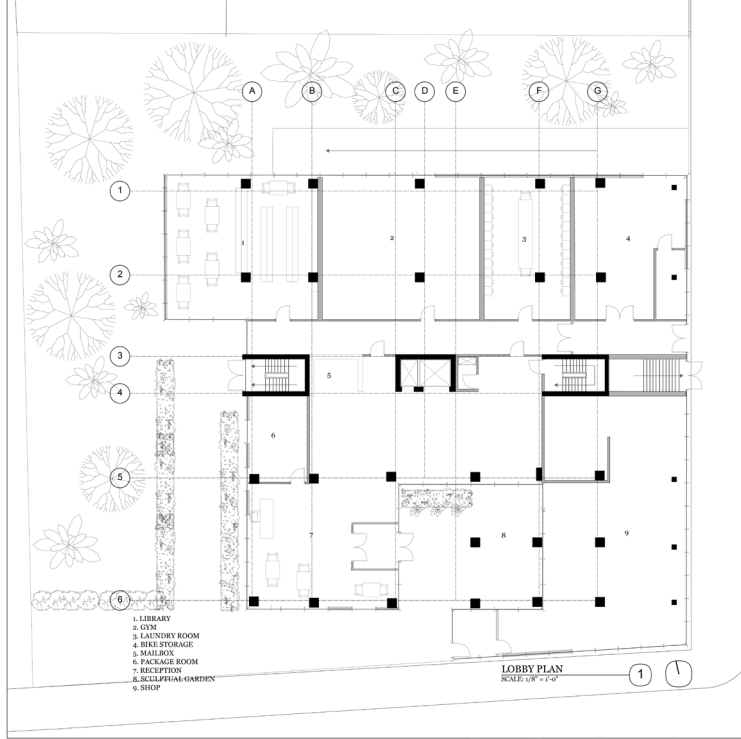 A B C D E F G
1
2
3
4
5
6
1
2
3
4
5
6
7
8
9
1. LIBRARY
2. GYM
3. LAUNDRY ROOM
4. BIKE STORAGE
5. MAILBOX
6. PACKAGE ROOM
7. RECEPTION
8. SCULPTUAL GARDEN
9. SHOP
LOBBY PLAN
SCALE: 1/8" = 1'-0"
1